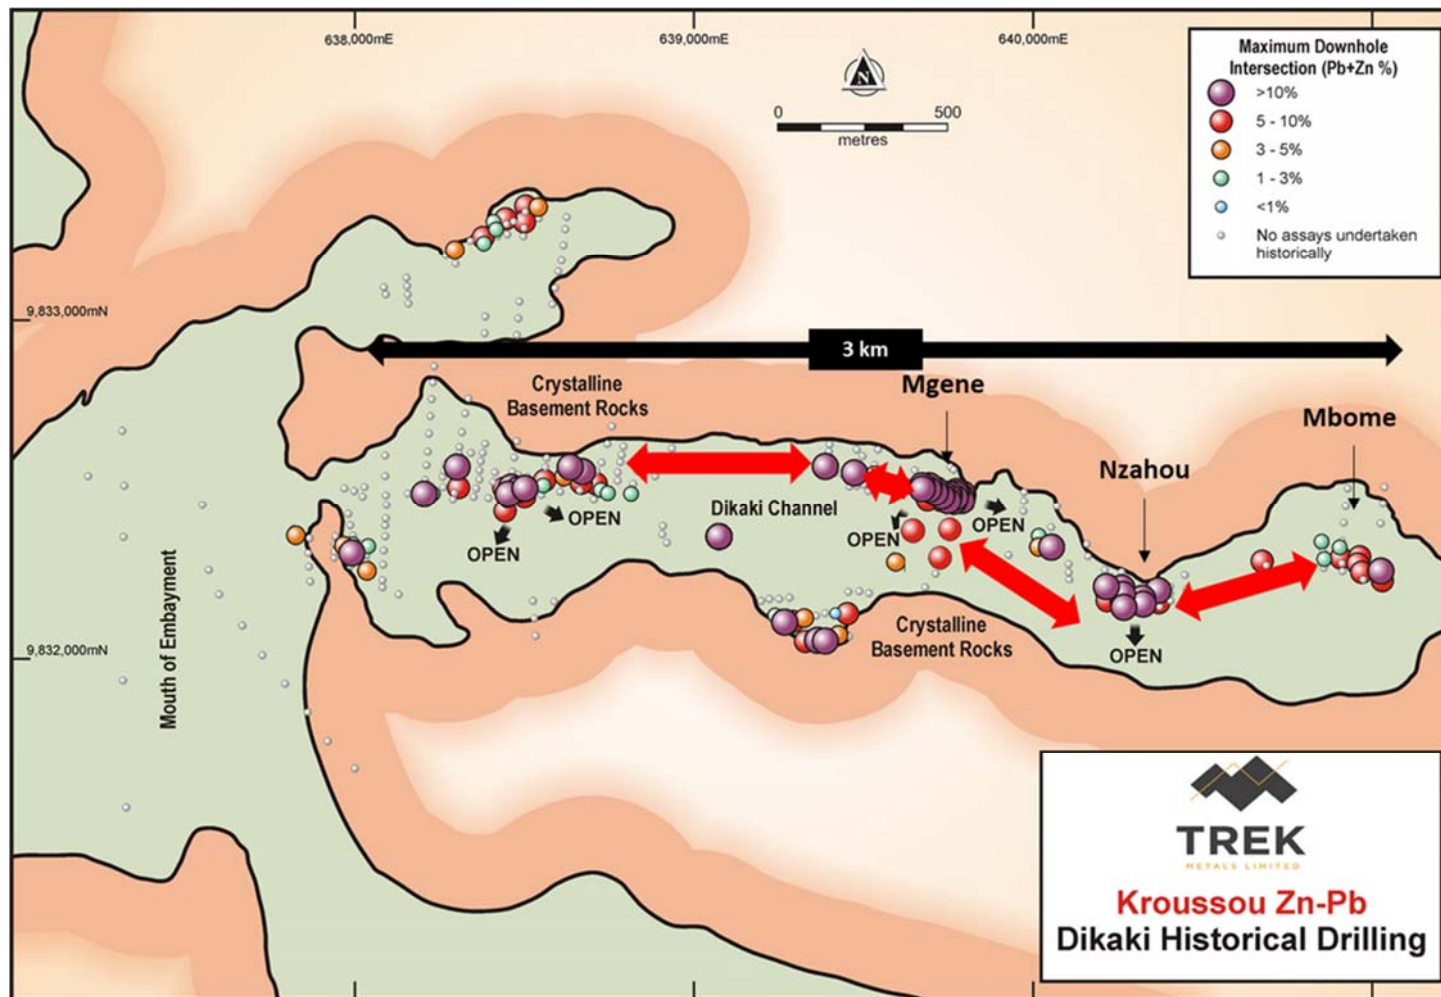 638,000mE
639,000mE
640,000mE
Maximum Downhole
Intersection (Pb+Zn %)
>10%
5 - 10%
3 - 5%
1 - 3%
<1%
No assays undertaken
historically
N
0
500
metres
9,833,000mN
3 km
Crystalline
Basement Rocks
Mgene
Mbome
Nzahou
Dikaki Channel
OPEN
OPEN
OPEN
OPEN
Mouth of Embayment
Crystalline
Basement Rocks
OPEN
9,832,000mN
TREK
METALS LIMITED
Kroussou Zn-Pb
Dikaki Historical Drilling